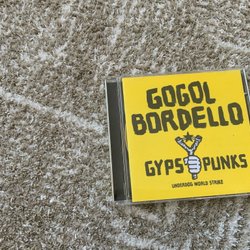 GOGOL
BORDELLO
GYPSY PUNKS
UNDERDOG WORLD STRIKE